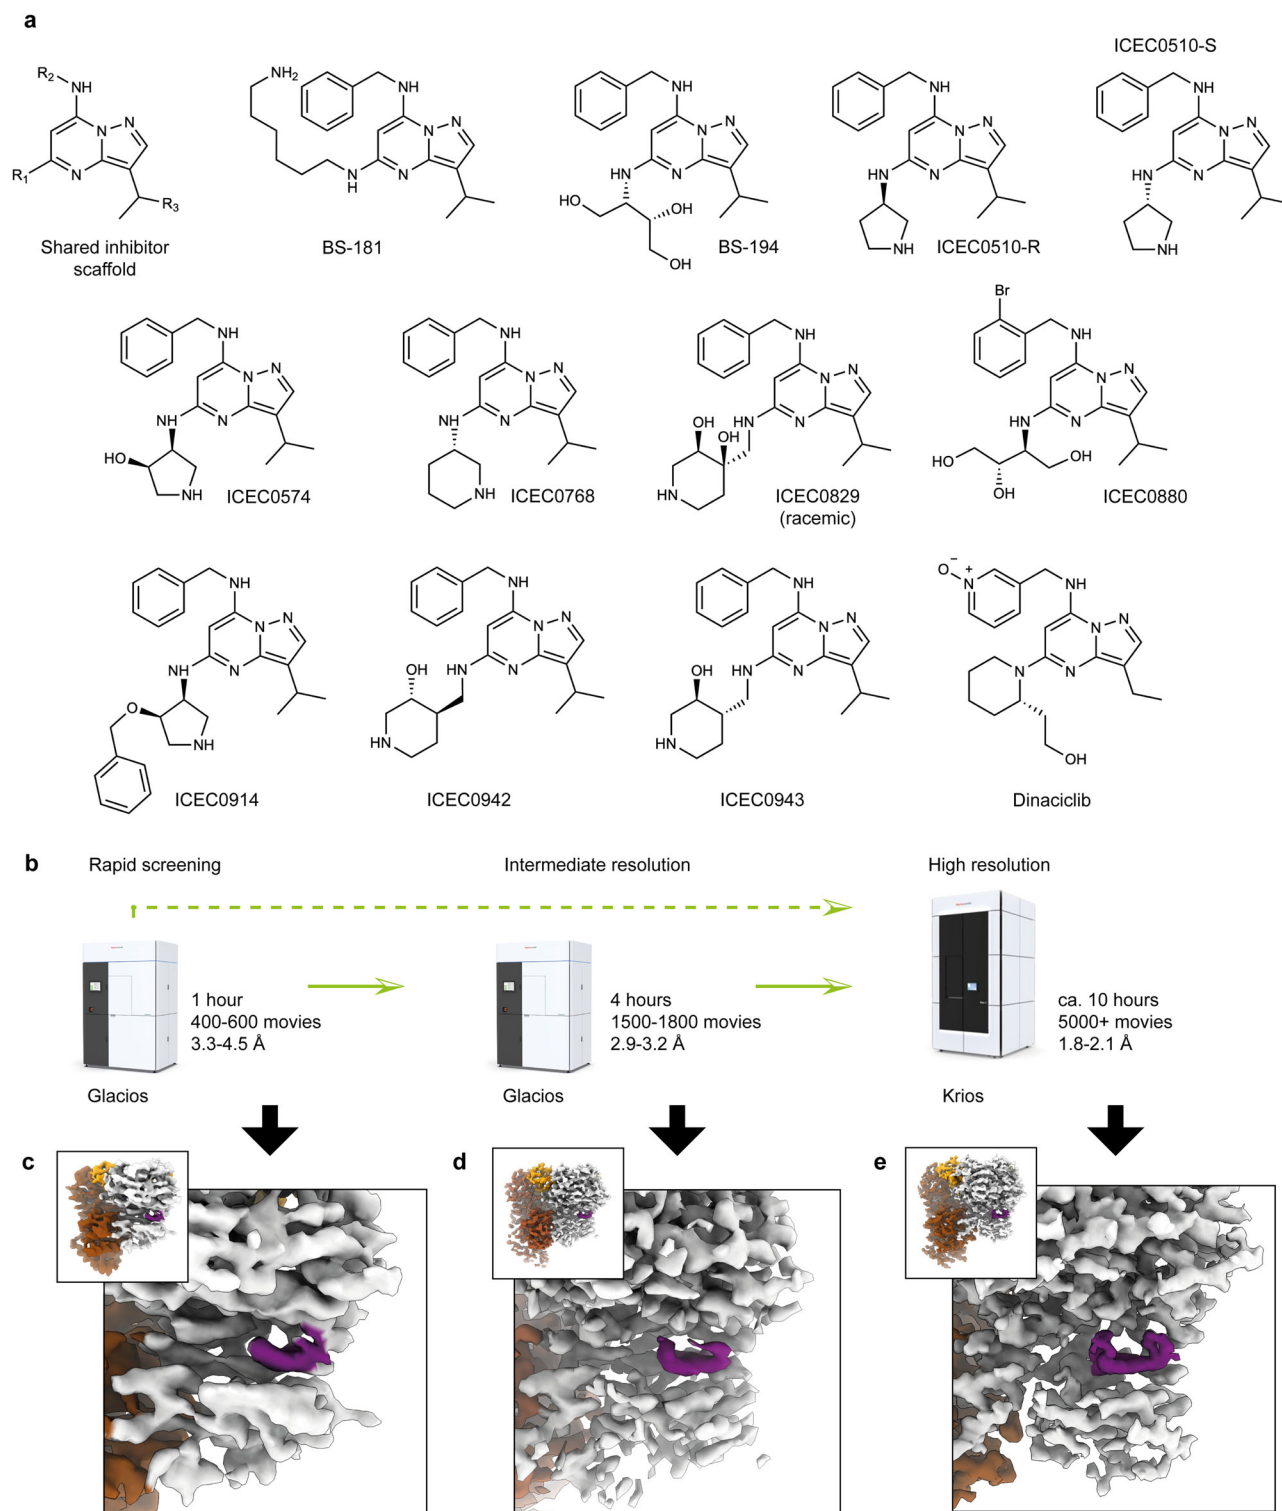 a
ICEC0510-S
R2
NH
N
N
N
R1
R3
Shared inhibitor
scaffold
NH2
NH
N
N
N
N
H
BS-181
NH
N
N
HN
N
HO
OH
OH
BS-194
NH
N
N
HN
N
NH
ICEC0510-R
NH
N
N
HN
N
NH
NH
N
N
NH
N
HO
NH
ICEC0574
NH
N
N
HN
N
NH
ICEC0768
NH
N
N
OH
OH
HN
N
HN
ICEC0829
(racemic)
Br
NH
N
N
HN
N
HO
OH
OH
ICEC0880
NH
N
N
NH
N
O
NH
ICEC0914
NH
N
N
OH
HN
N
HN
ICEC0942
NH
N
N
OH
HN
N
HN
ICEC0943
O−
N+
NH
N
N
N
N
OH
Dinaciclib
b
Rapid screening
Intermediate resolution
High resolution
1 hour
400-600 movies
3.3-4.5 Å
4 hours
1500-1800 movies
2.9-3.2 Å
ca. 10 hours
5000+ movies
1.8-2.1 Å
Glacios
Glacios
Krios
c
d
e